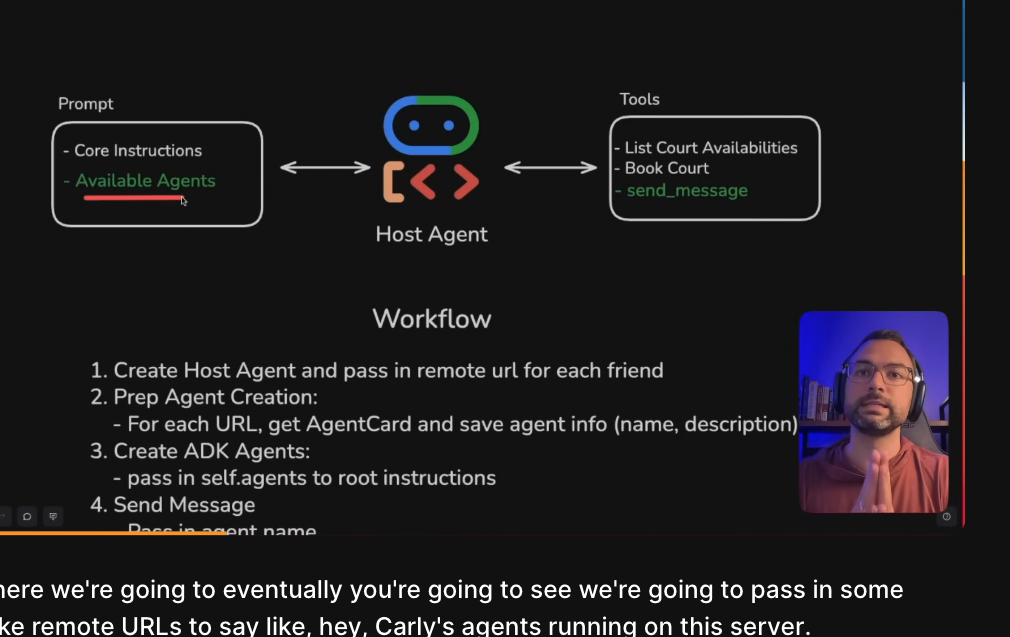 Prompt
- Core Instructions
- Available Agents
Host Agent
Tools
- List Court Availabilities
- Book Court
- send_message
Workflow
1. Create Host Agent and pass in remote url for each friend
2. Prep Agent Creation:
- For each URL, get AgentCard and save agent info (name, description)
3. Create ADK Agents:
- pass in self.agents to root instructions
4. Send Message
- Pass in agent name
here we're going to eventually you're going to see we're going to pass in some
ke remote URLs to say like, hey, Carly's agents running on this server.